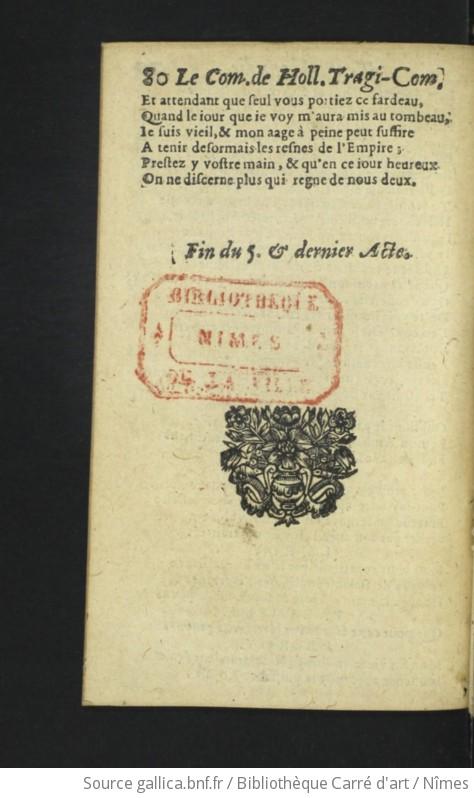 80 Le Com. de Holl. Tragi-Com.
Et attendant que seul vous portiez ce fardeau,
Quand le iour que ie voy m'aura mis au tombeau,
Ie suis vieil, & mon aage à peine peut suffire
A tenir desormais les resnes de l'Empire ;
Prestez y vostre main, & qu'en ce iour heureux
On ne discerne plus qui regne de nous deux.
Fin du 5. & dernier Acte.
BIBLIOTHEQUE
NIMES
DE LA VILLE
Source gallica.bnf.fr / Bibliothèque Carré d'art / Nîmes